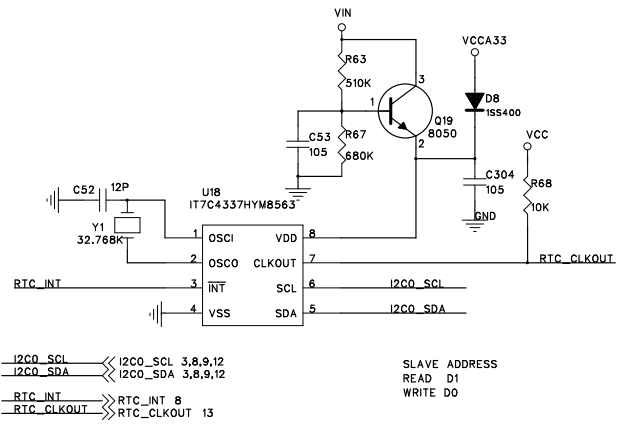 VIN
VCCA33
R63
510K
3
1
D8
1SS400
Q19
8050
C53
105
R67
680K
2
VCC
C304
105
R68
10K
GND
C52
12P
U18
IT7C4337HYM8563
Y1
32.768K
1 OSCI VDD 8
2 OSCO CLKOUT 7 RTC_CLKOUT
RTC_INT 3 INT SCL 6 I2C0_SCL
4 VSS SDA 5 I2C0_SDA
I2C0_SCL I2C0_SCL 3,8,9,12
I2C0_SDA I2C0_SDA 3,8,9,12
RTC_INT RTC_INT 8
RTC_CLKOUT RTC_CLKOUT 13
SLAVE ADDRESS
READ D1
WRITE D0